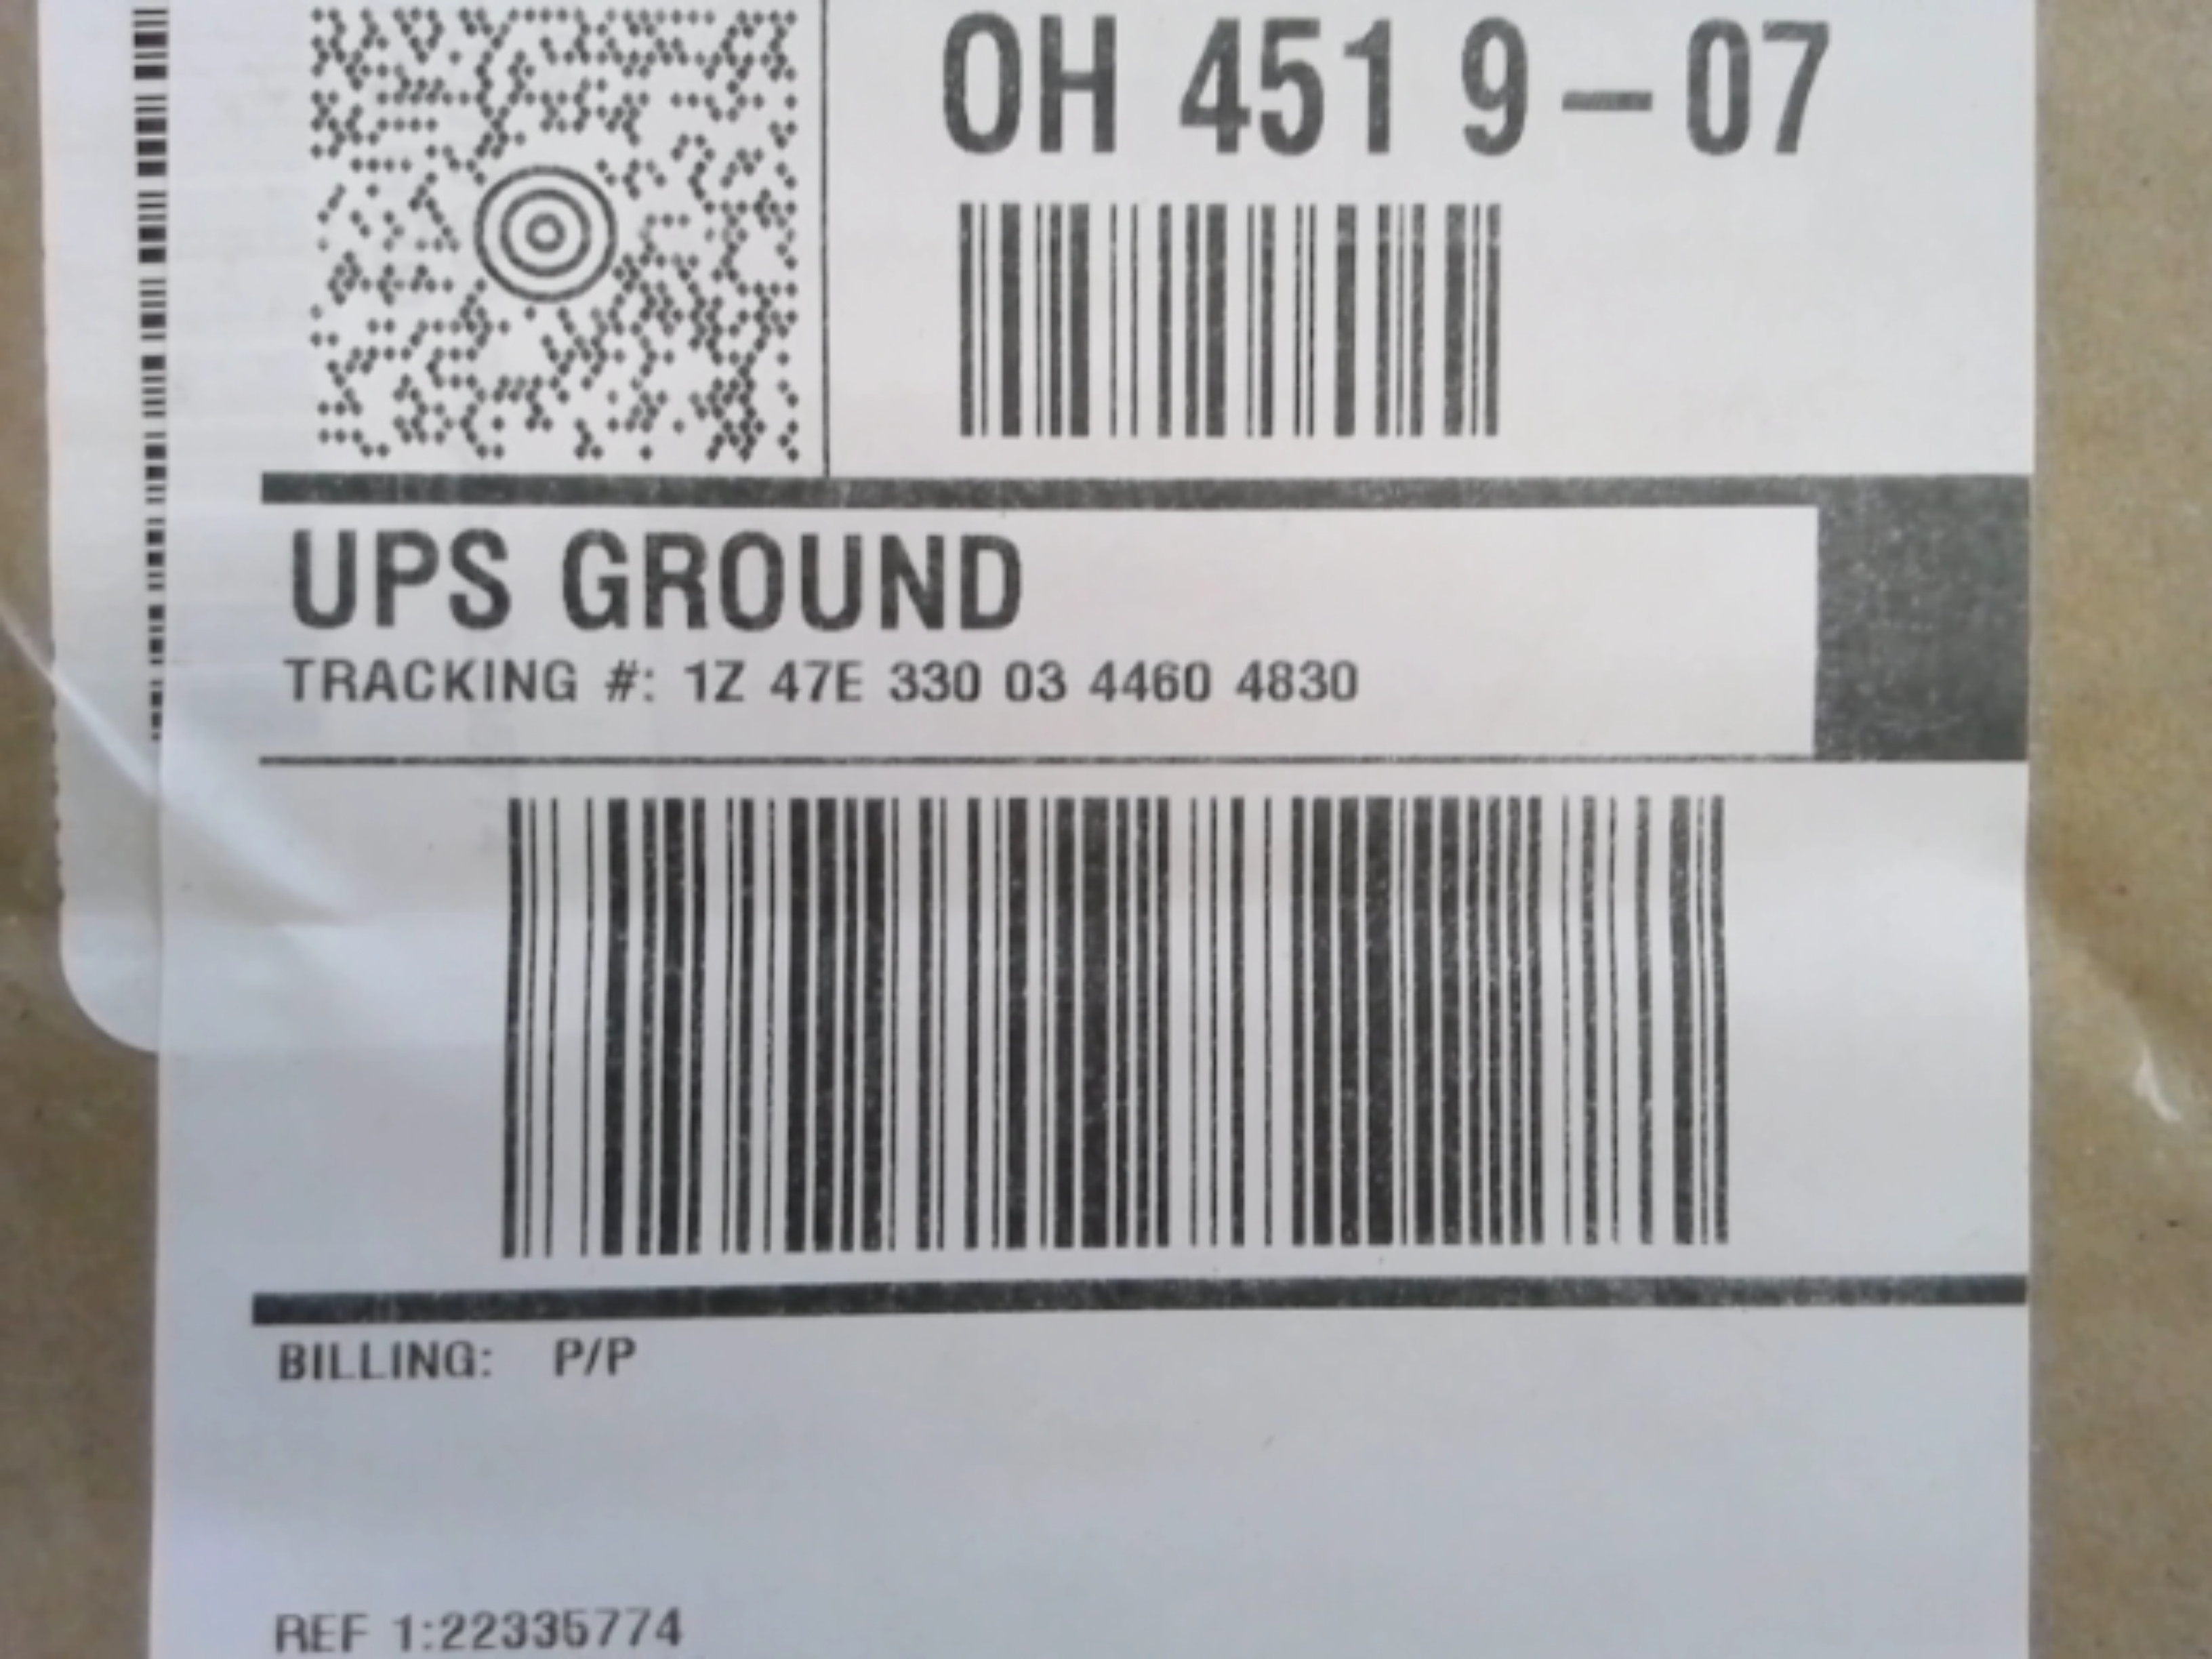 OH 451 9-07
UPS GROUND
TRACKING #: 1Z 47E 330 03 4460 4830
BILLING: P/P
REF 1:22335774